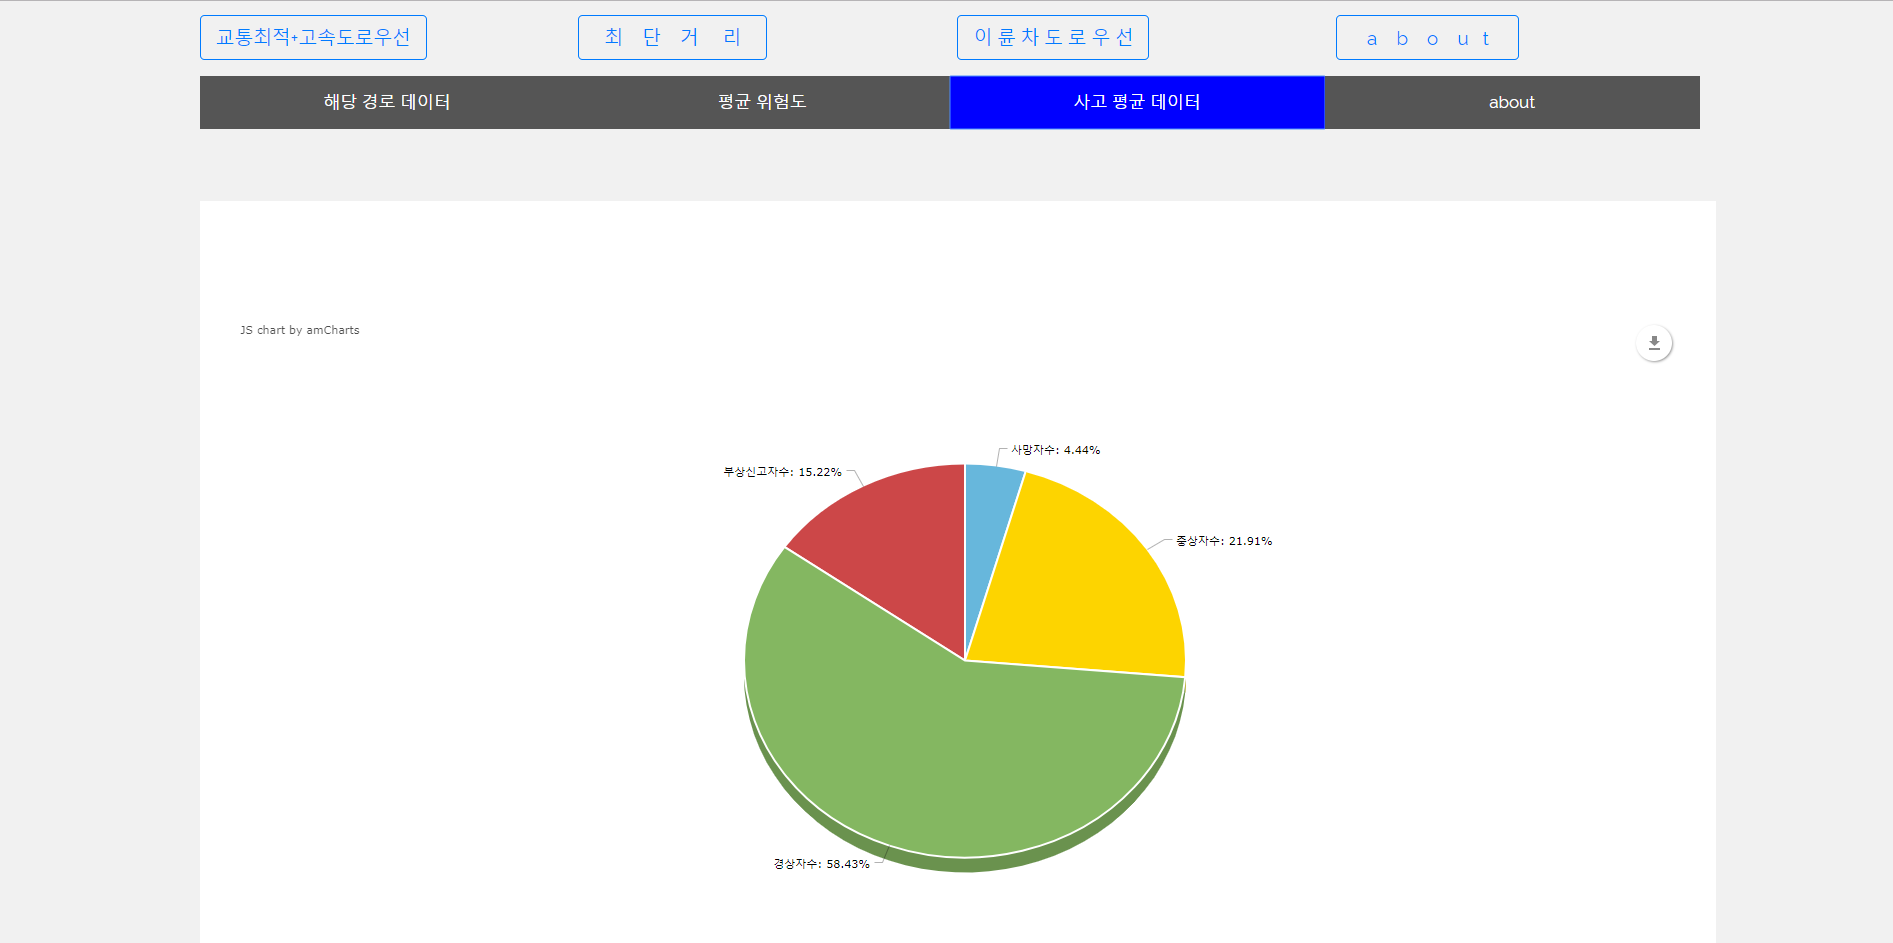 교통최적+고속도로우선
최 단 거 리
이 륜 차 도 로 우 선
a b o u t
해당 경로 데이터
평균 위험도
사고 평균 데이터
about
JS chart by amCharts
사망자수: 4.44%
부상신고자수: 15.22%
중상자수: 21.91%
경상자수: 58.43%